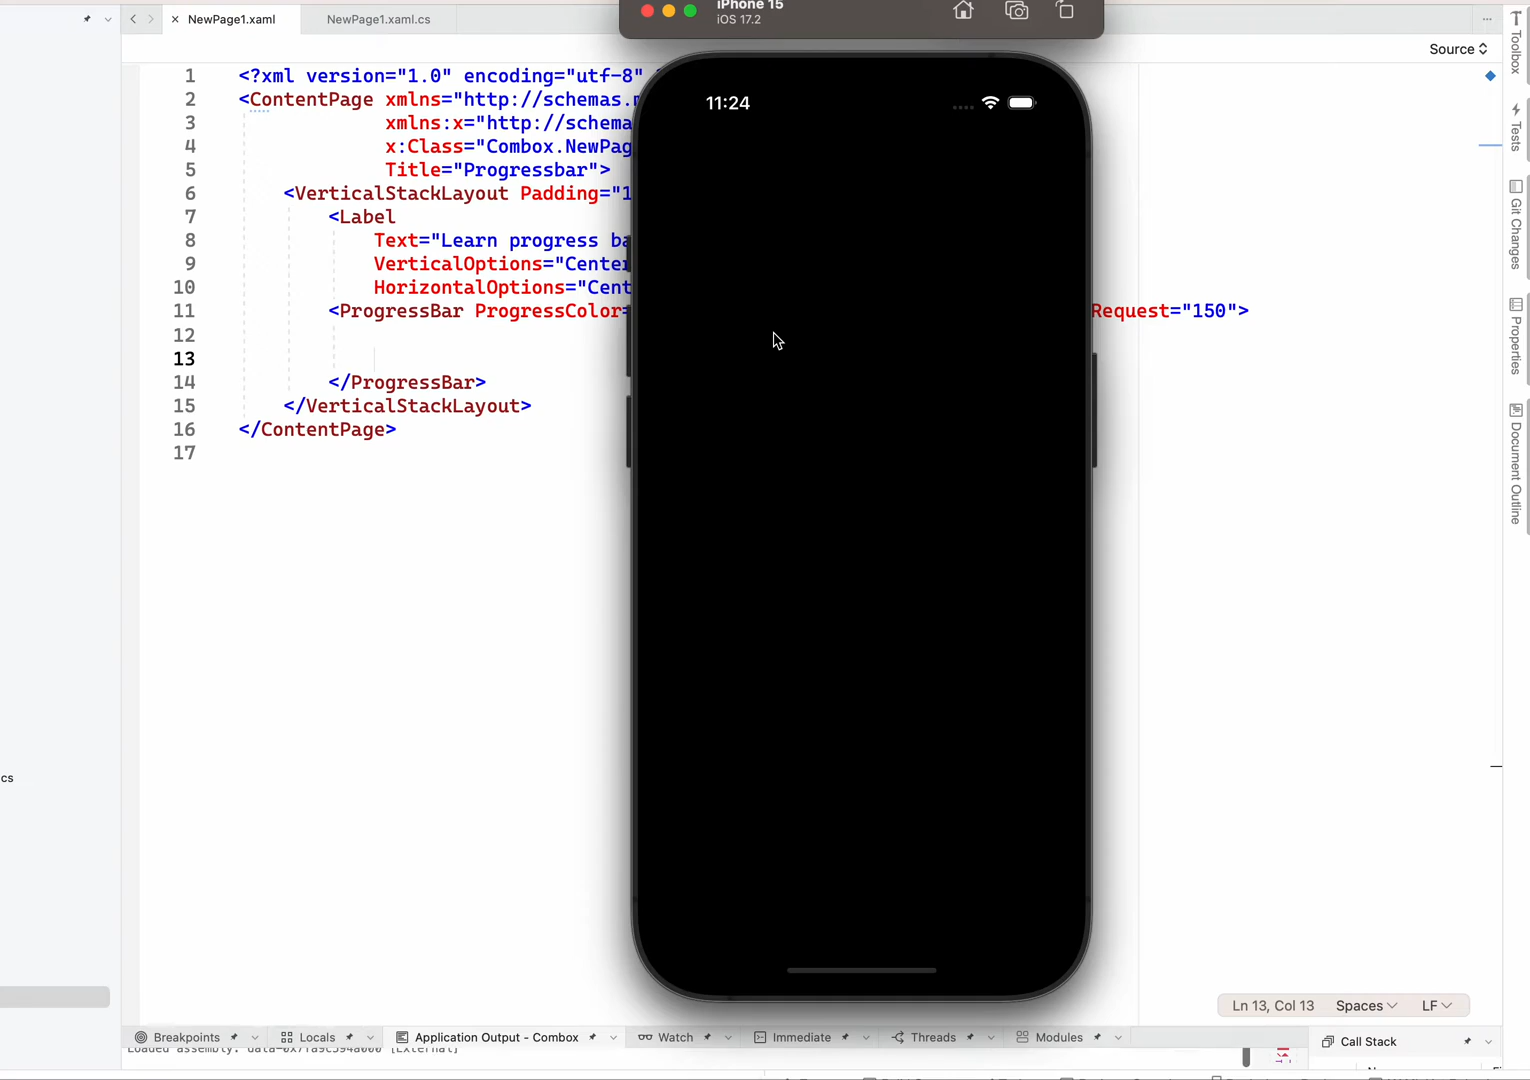 NewPage1.xaml
NewPage1.xaml.cs
iPhone 15
iOS 17.2
Source
1 <?xml version="1.0" encoding="utf-8"
2 <ContentPage xmlns="http://schemas.
3 xmlns:x="http://schema
4 x:Class="Combox.NewPag
5 Title="Progressbar">
6 <VerticalStackLayout Padding="1
7 <Label
8 Text="Learn progress ba
9 VerticalOptions="Center
10 HorizontalOptions="Cent
11 <ProgressBar ProgressColor= Request="150">
12
13
14 </ProgressBar>
15 </VerticalStackLayout>
16 </ContentPage>
17
11:24
Toolbox
Tests
Git Changes
Properties
Document Outline
cs
Ln 13, Col 13 Spaces LF
Breakpoints
Locals
Application Output - Combox
Watch
Immediate
Threads
Modules
Call Stack